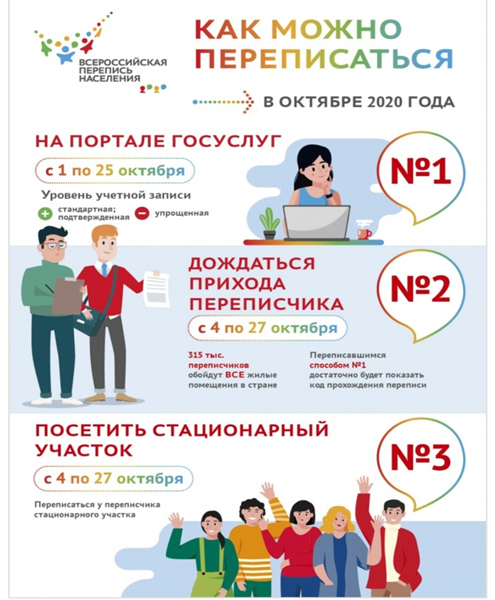 ВСЕРОССИЙСКАЯ
ПЕРЕПИСЬ
НАСЕЛЕНИЯ
2020
КАК МОЖНО
ПЕРЕПИСАТЬСЯ
В ОКТЯБРЕ 2020 ГОДА
НА ПОРТАЛЕ ГОСУСЛУГ
с 1 по 25 октября
Уровень учетной записи
стандартная;
подтвержденная
упрощенная
№1
ДОЖДАТЬСЯ
ПРИХОДА
ПЕРЕПИСЧИКА
с 4 по 27 октября
№2
315 тыс.
переписчиков
обойдут ВСЕ жилые
помещения в стране
Переписавшимся
способом №1
достаточно будет показать
код прохождения переписи
ПОСЕТИТЬ СТАЦИОНАРНЫЙ
УЧАСТОК
с 4 по 27 октября
№3
Переписаться у переписчика
стационарного участка